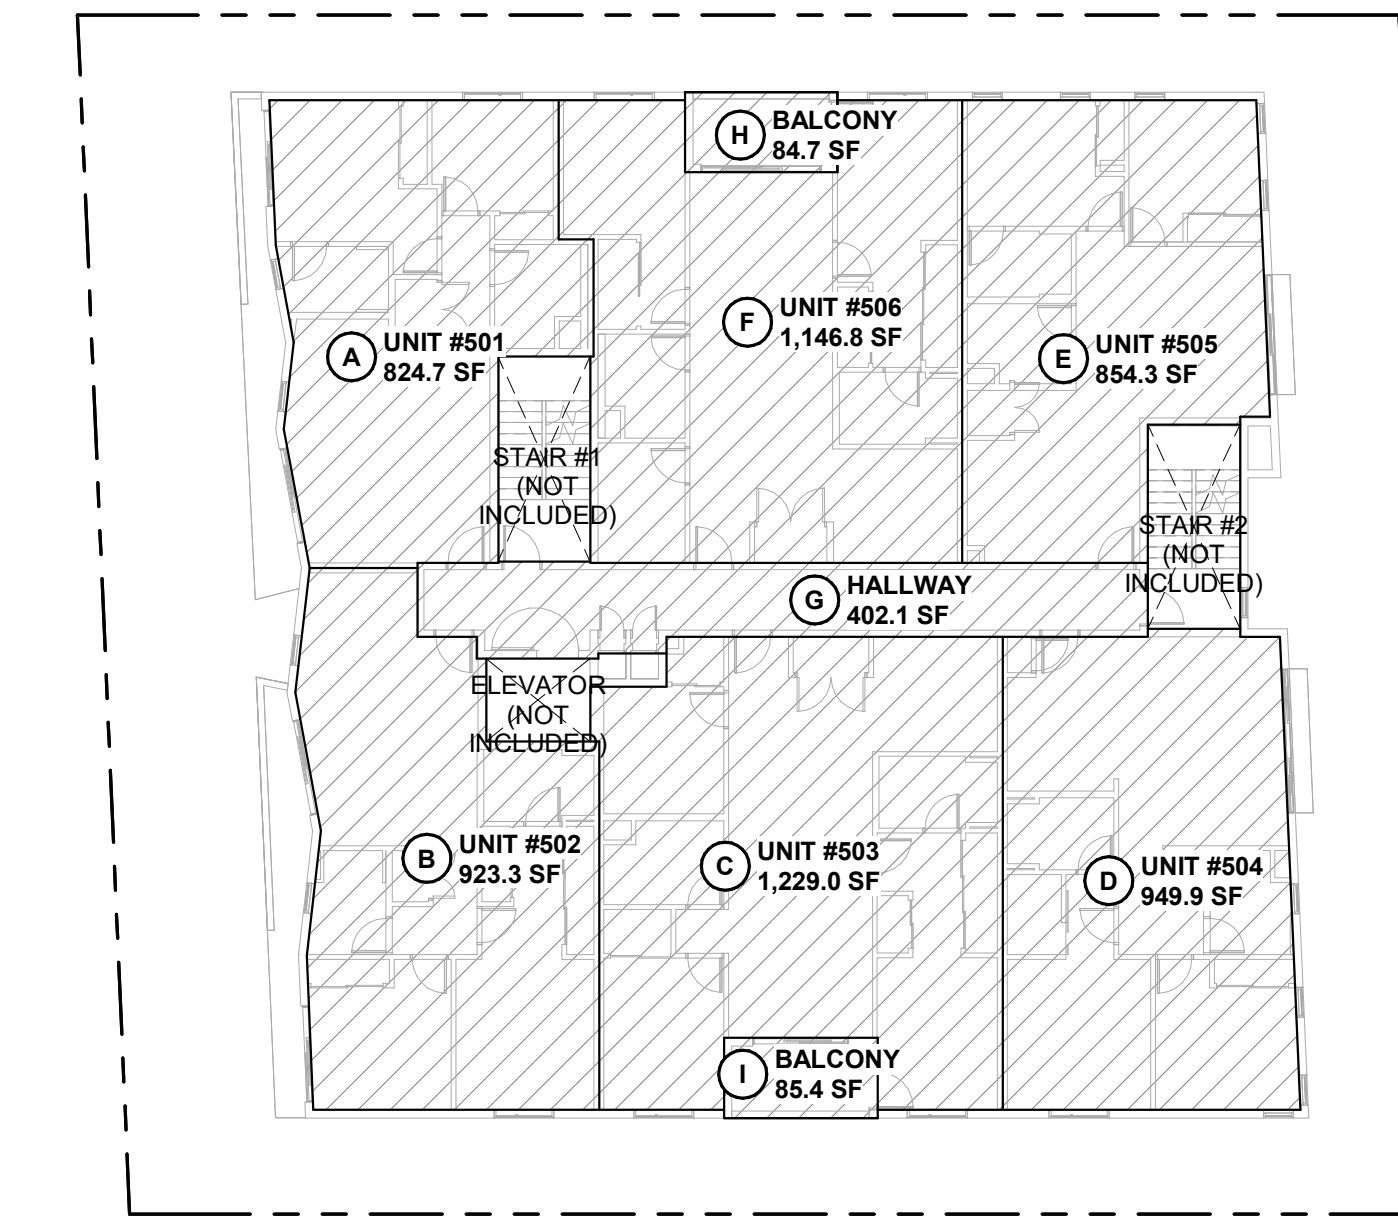 H
BALCONY
84.7 SF
F
UNIT #506
1,146.8 SF
A
UNIT #501
824.7 SF
E
UNIT #505
854.3 SF
STAIR #1
(NOT
INCLUDED)
STAIR #2
(NOT
INCLUDED)
G
HALLWAY
402.1 SF
ELEVATOR
(NOT
INCLUDED)
B
UNIT #502
923.3 SF
C
UNIT #503
1,229.0 SF
D
UNIT #504
949.9 SF
I
BALCONY
85.4 SF